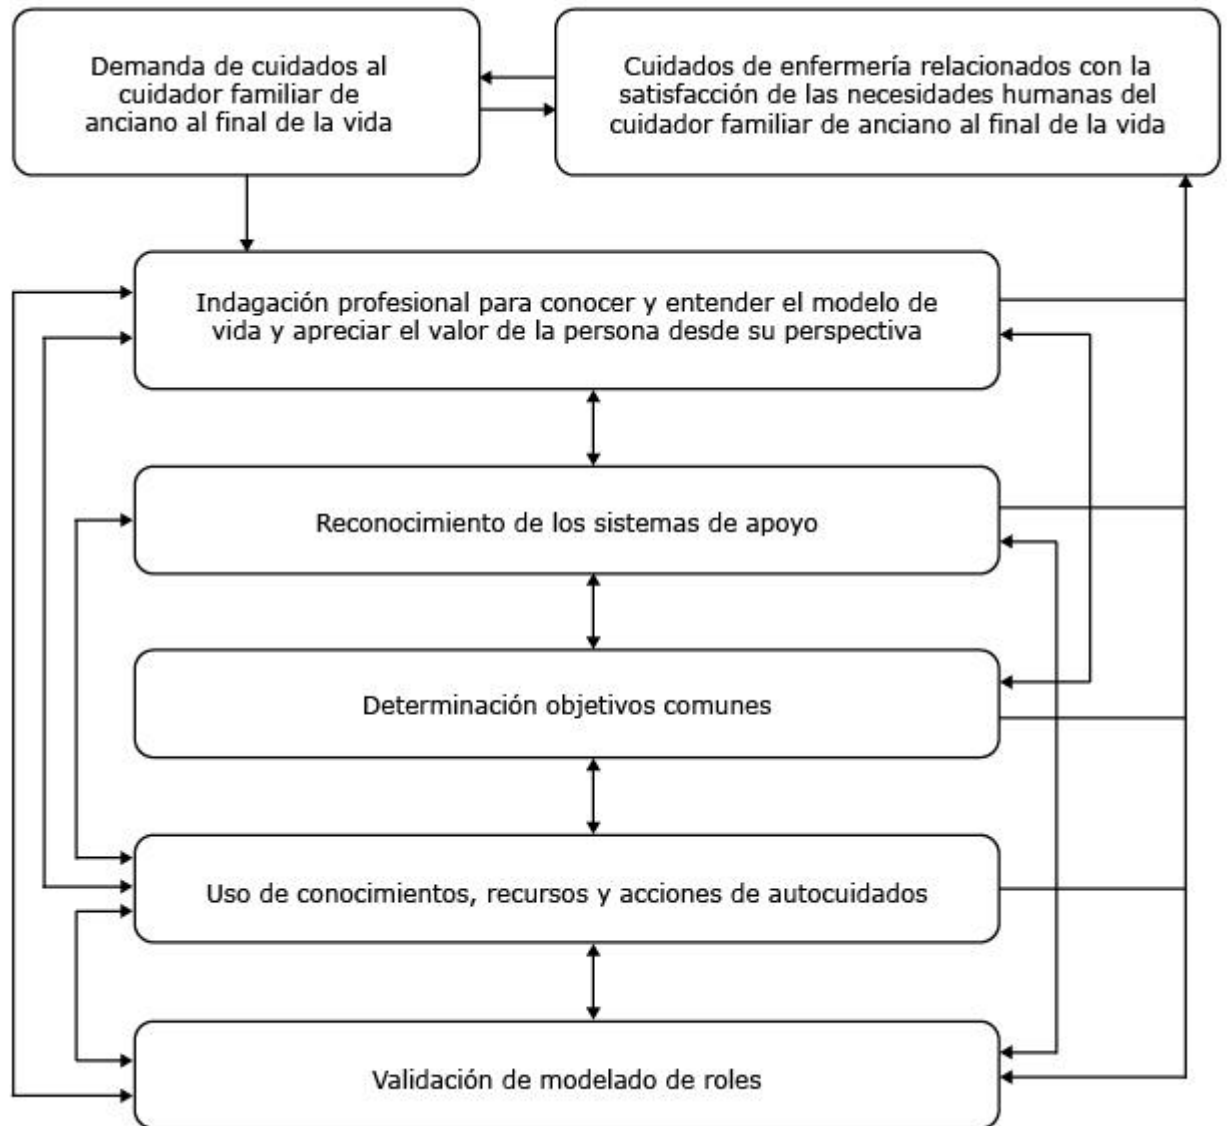 Demanda de cuidados al
cuidador familiar de
anciano al final de la vida
Cuidados de enfermería relacionados con la
satisfacción de las necesidades humanas del
cuidador familiar de anciano al final de la vida
Indagación profesional para conocer y entender el modelo de
vida y apreciar el valor de la persona desde su perspectiva
Reconocimiento de los sistemas de apoyo
Determinación objetivos comunes
Uso de conocimientos, recursos y acciones de autocuidados
Validación de modelado de roles